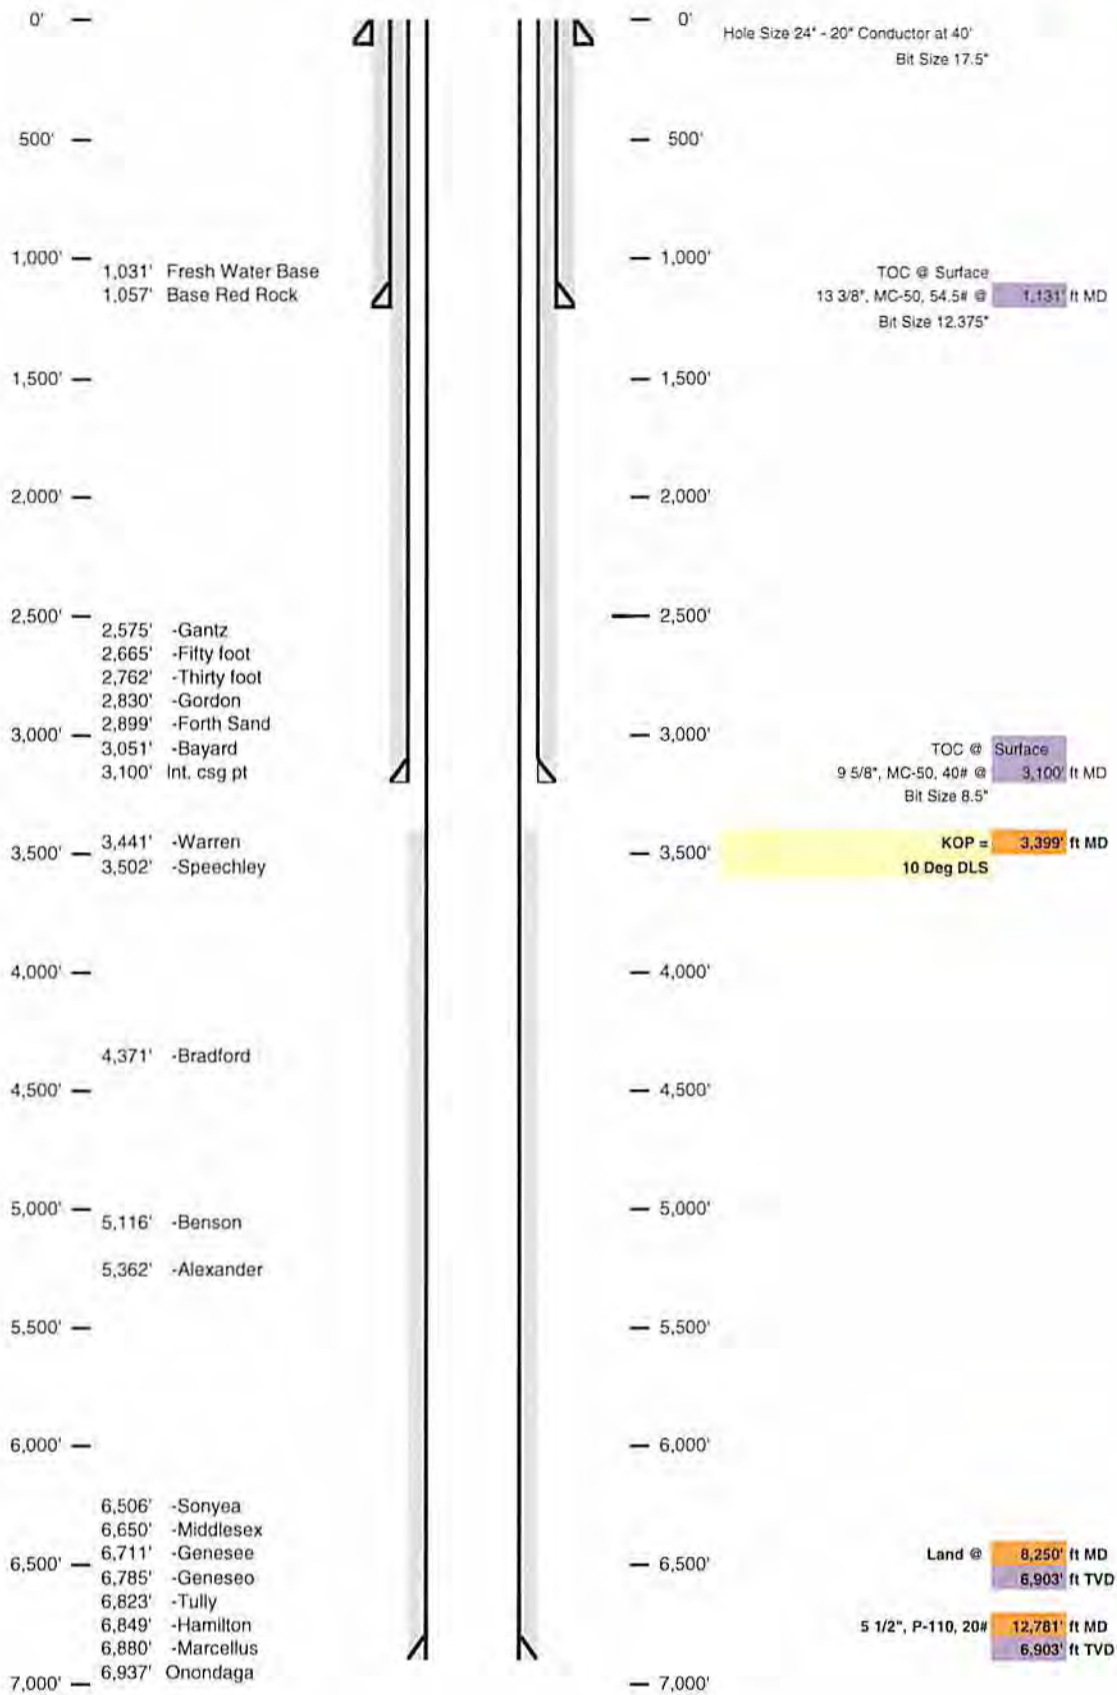 0'
0'
Hole Size 24" - 20" Conductor at 40'
Bit Size 17.5"
500'
500'
1,000'
1,000'
1,031' Fresh Water Base
TOC @ Surface
1,057' Base Red Rock
13 3/8", MC-50, 54.5# @ 1,131' ft MD
Bit Size 12.375"
1,500'
1,500'
2,000'
2,000'
2,500'
2,500'
2,575' -Gantz
2,665' -Fifty foot
2,762' -Thirty foot
2,830' -Gordon
2,899' -Forth Sand
3,000'
3,000'
3,051' -Bayard
TOC @ Surface
3,100' Int. csg pt
9 5/8", MC-50, 40# @ 3,100' ft MD
Bit Size 8.5"
3,441' -Warren
KOP = 3,399' ft MD
3,500'
3,500'
3,502' -Speechley
10 Deg DLS
4,000'
4,000'
4,371' -Bradford
4,500'
4,500'
5,000'
5,000'
5,116' -Benson
5,362' -Alexander
5,500'
5,500'
6,000'
6,000'
6,506' -Sonyea
6,650' -Middlesex
6,711' -Genesee
Land @ 8,250' ft MD
6,500'
6,500'
6,785' -Geneseo
6,903' ft TVD
6,823' -Tully
6,849' -Hamilton
5 1/2", P-110, 20# 12,781' ft MD
6,880' -Marcellus
6,903' ft TVD
6,937' Onondaga
7,000'
7,000'